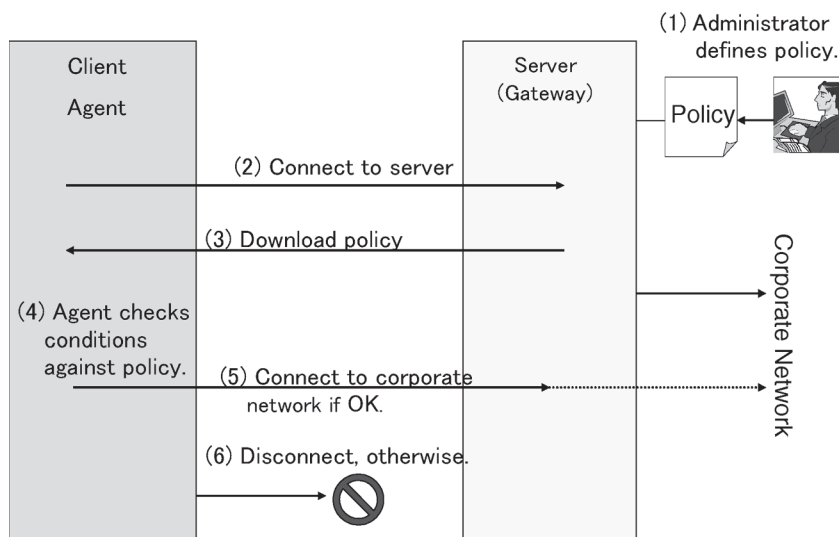 (1) Administrator
defines policy.
Client
Agent
Server
(Gateway)
Policy
(2) Connect to server
(3) Download policy
Corporate Network
(4) Agent checks
conditions
against policy.
(5) Connect to corporate
network if OK.
(6) Disconnect, otherwise.